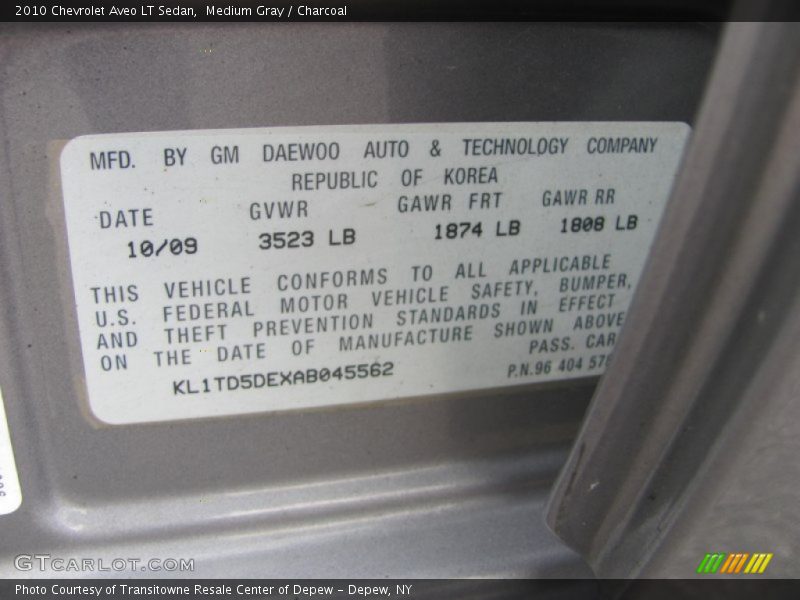 2010 Chevrolet Aveo LT Sedan, Medium Gray / Charcoal
MFD. BY GM DAEWOO AUTO & TECHNOLOGY COMPANY
REPUBLIC OF KOREA
DATE GVWR GAWR FRT GAWR RR
10/09 3523 LB 1874 LB 1808 LB
THIS VEHICLE CONFORMS TO ALL APPLICABLE
U.S. FEDERAL MOTOR VEHICLE SAFETY, BUMPER,
AND THEFT PREVENTION STANDARDS IN EFFECT
ON THE DATE OF MANUFACTURE SHOWN ABOVE
PASS. CAR
KL1TD5DEXAB045562 P.N.96 404 578
GTCARLOT.COM
Photo Courtesy of Transitowne Resale Center of Depew – Depew, NY